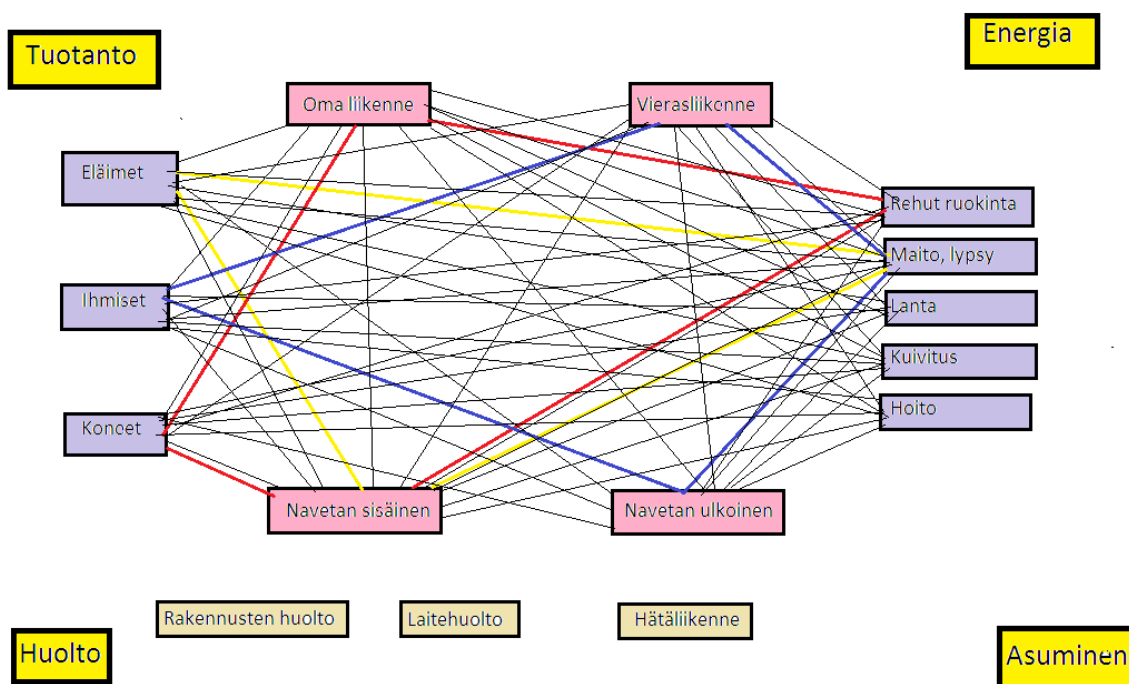 Tuotanto
Energia
Oma liikenne
Vierasliikenne
Eläimet
Rehut ruokinta
Maito, lypsy
Ihmiset
Lanta
Kuivitus
Hoito
Koneet
Navetan sisäinen
Navetan ulkoinen
Rakennusten huolto
Laitehuolto
Hätäliikenne
Huolto
Asuminen